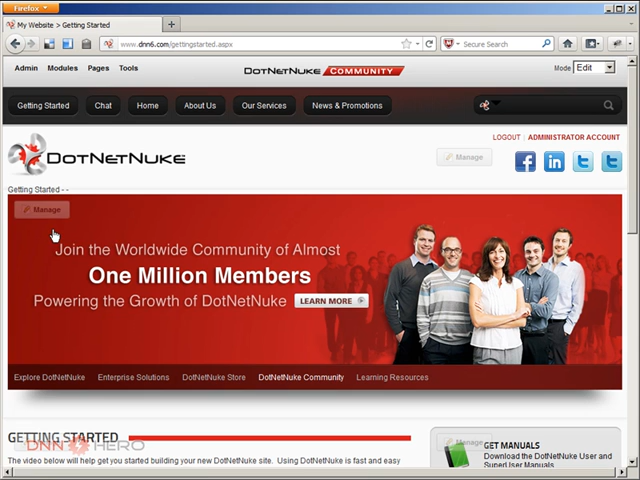 Firefox
My Website > Getting Started
www.dnn6.com/gettingstarted.aspx
Secure Search
Admin Modules Pages Tools
DOTNETNUKE COMMUNITY
Mode Edit
Getting Started Chat Home About Us Our Services News & Promotions
LOGOUT | ADMINISTRATOR ACCOUNT
DOTNETNUKE
Manage
Getting Started - -
Manage
Join the Worldwide Community of Almost
One Million Members
Powering the Growth of DotNetNuke LEARN MORE
Explore DotNetNuke Enterprise Solutions DotNetNuke Store DotNetNuke Community Learning Resources
GETTING STARTED
DNN HERO
Manage
GET MANUALS
The video below will help get you started building your new DotNetNuke site. Using DotNetNuke is fast and easy
Download the DotNetNuke User and
SuperUser Manuals